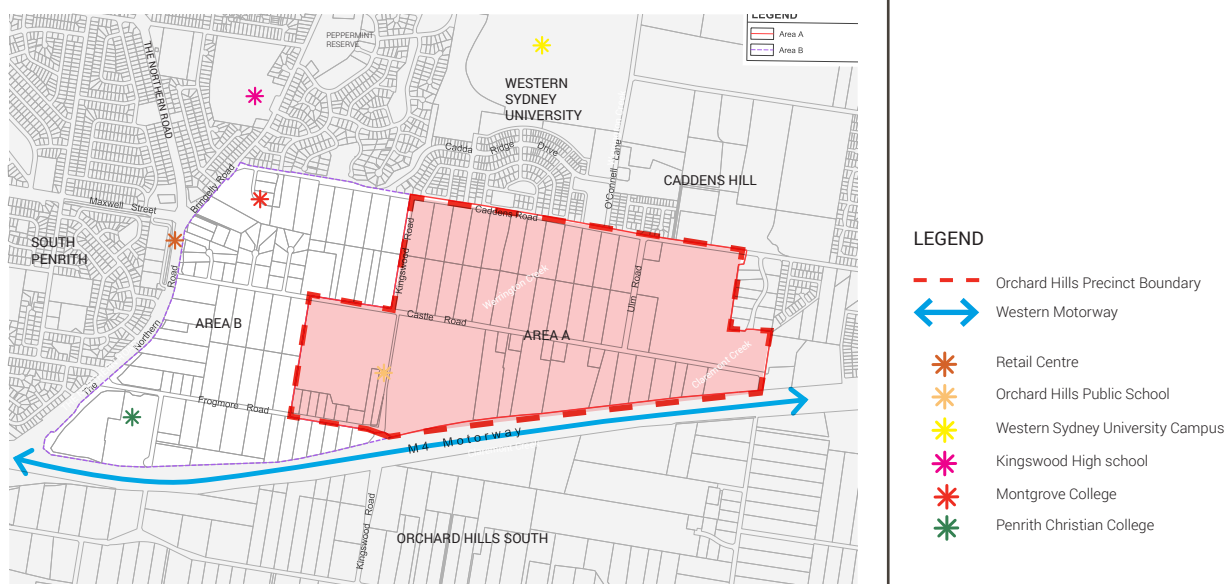 LEGEND
Area A
Area B
PEPPERMINT
RESERVE
THE NORTHERN ROAD
WESTERN
SYDNEY
UNIVERSITY
Cadda Ridge Drive
O'Connell Lane
CADDENS HILL
Bringelly Road
Maxwell Street
SOUTH
PENRITH
Caddens Road
Kingswood Road
Werrington Creek
Ulm Road
Road
Northern
The
AREA B
Castle Road
AREA A
Claremont Creek
Frogmore Road
M4 Motorway
Kingswood Road
ORCHARD HILLS SOUTH
LEGEND
Orchard Hills Precinct Boundary
Western Motorway
Retail Centre
Orchard Hills Public School
Western Sydney University Campus
Kingswood High school
Montgrove College
Penrith Christian College